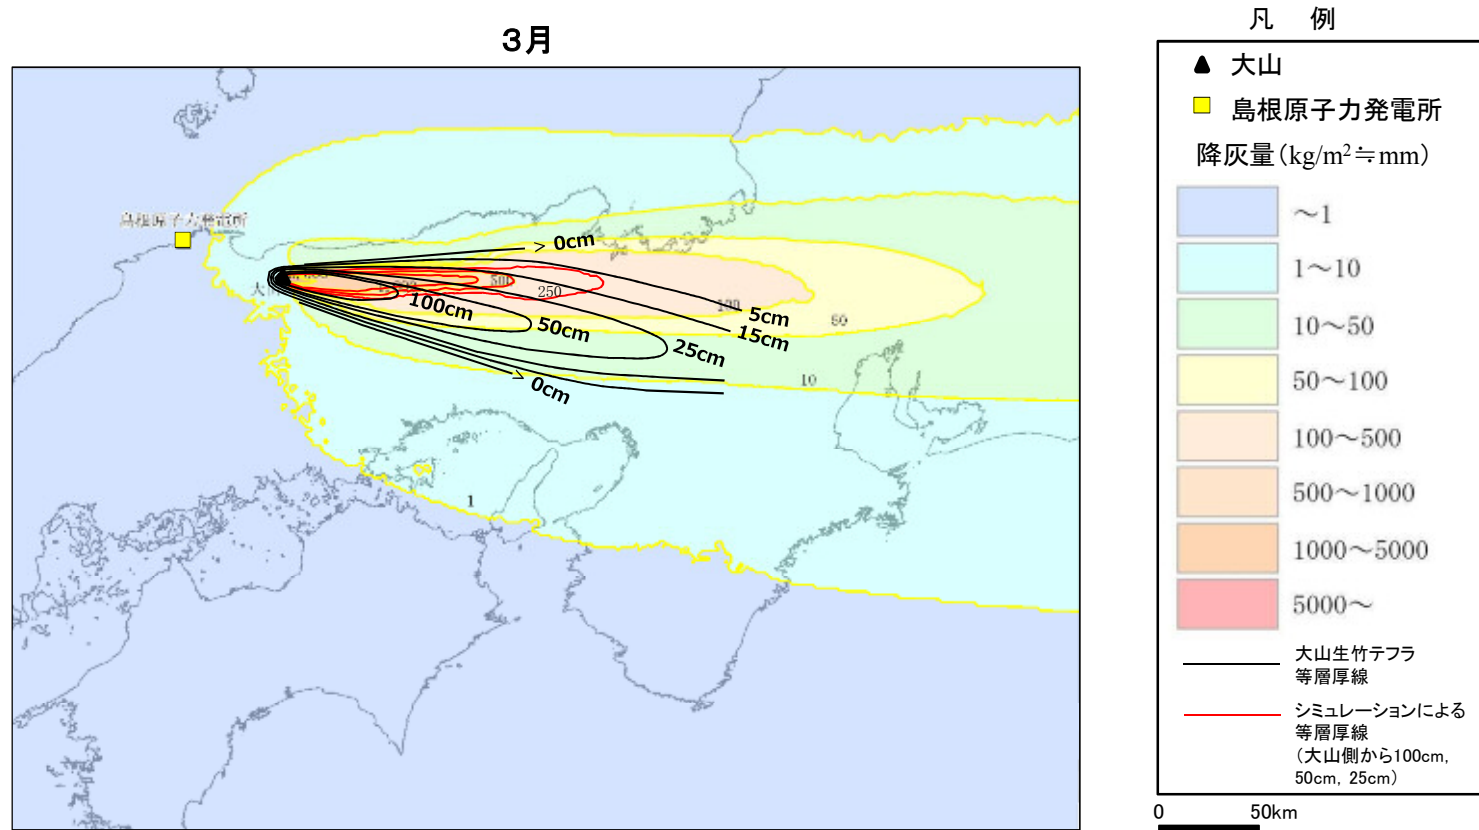 3月
凡 例
大山
島根原子力発電所
降灰量(kg/m²≒mm)
～1
1～10
10～50
50～100
100～500
500～1000
1000～5000
5000～
大山生竹テフラ
等層厚線
シミュレーションによる
等層厚線
(大山側から100cm,
50cm, 25cm)
0 50km
島根原子力発電所
> 0cm
大山
500
250
100cm
100
5cm
50
50cm
15cm
25cm
> 0cm
10
1